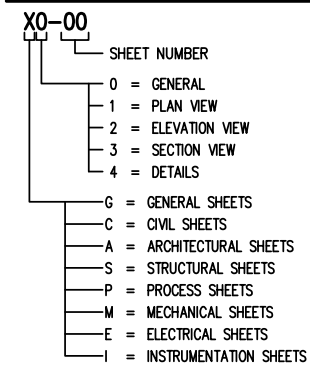 X0-00
SHEET NUMBER
0 = GENERAL
1 = PLAN VIEW
2 = ELEVATION VIEW
3 = SECTION VIEW
4 = DETAILS
G = GENERAL SHEETS
C = CIVIL SHEETS
A = ARCHITECTURAL SHEETS
S = STRUCTURAL SHEETS
P = PROCESS SHEETS
M = MECHANICAL SHEETS
E = ELECTRICAL SHEETS
I = INSTRUMENTATION SHEETS